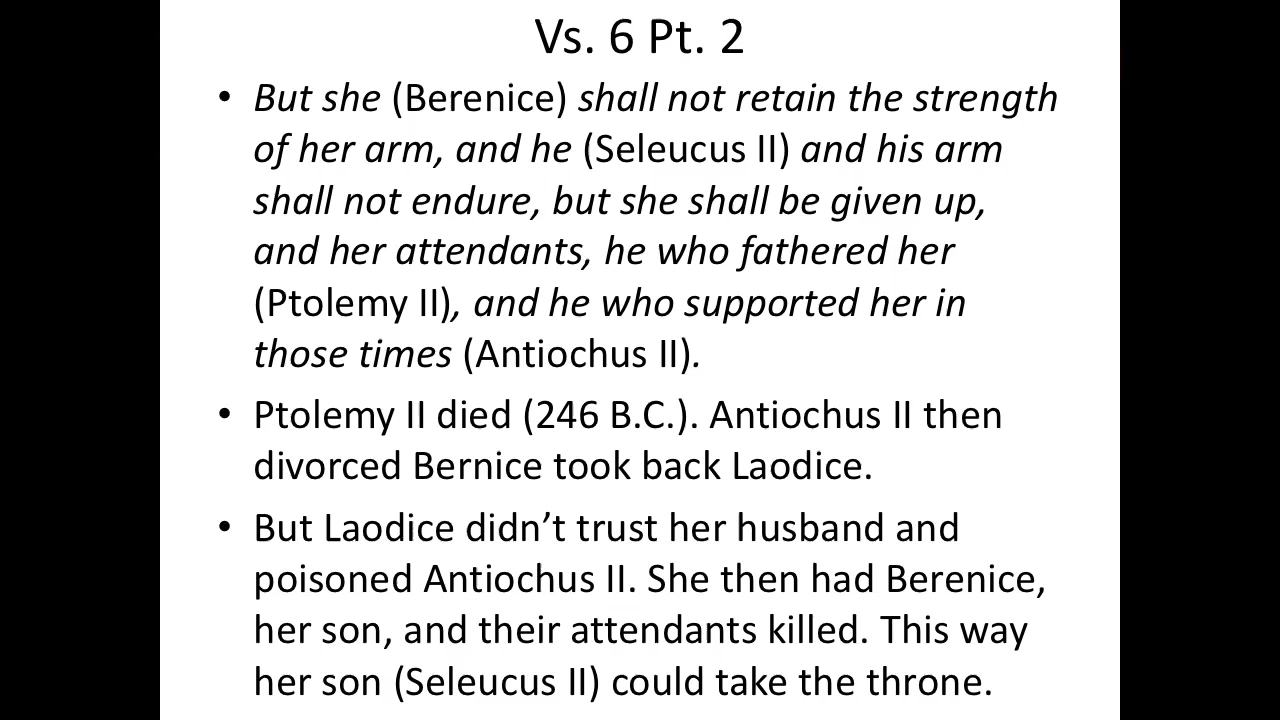 Vs. 6 Pt. 2
• But she (Berenice) shall not retain the strength
of her arm, and he (Seleucus II) and his arm
shall not endure, but she shall be given up,
and her attendants, he who fathered her
(Ptolemy II), and he who supported her in
those times (Antiochus II).
• Ptolemy II died (246 B.C.). Antiochus II then
divorced Bernice took back Laodice.
• But Laodice didn’t trust her husband and
poisoned Antiochus II. She then had Berenice,
her son, and their attendants killed. This way
her son (Seleucus II) could take the throne.